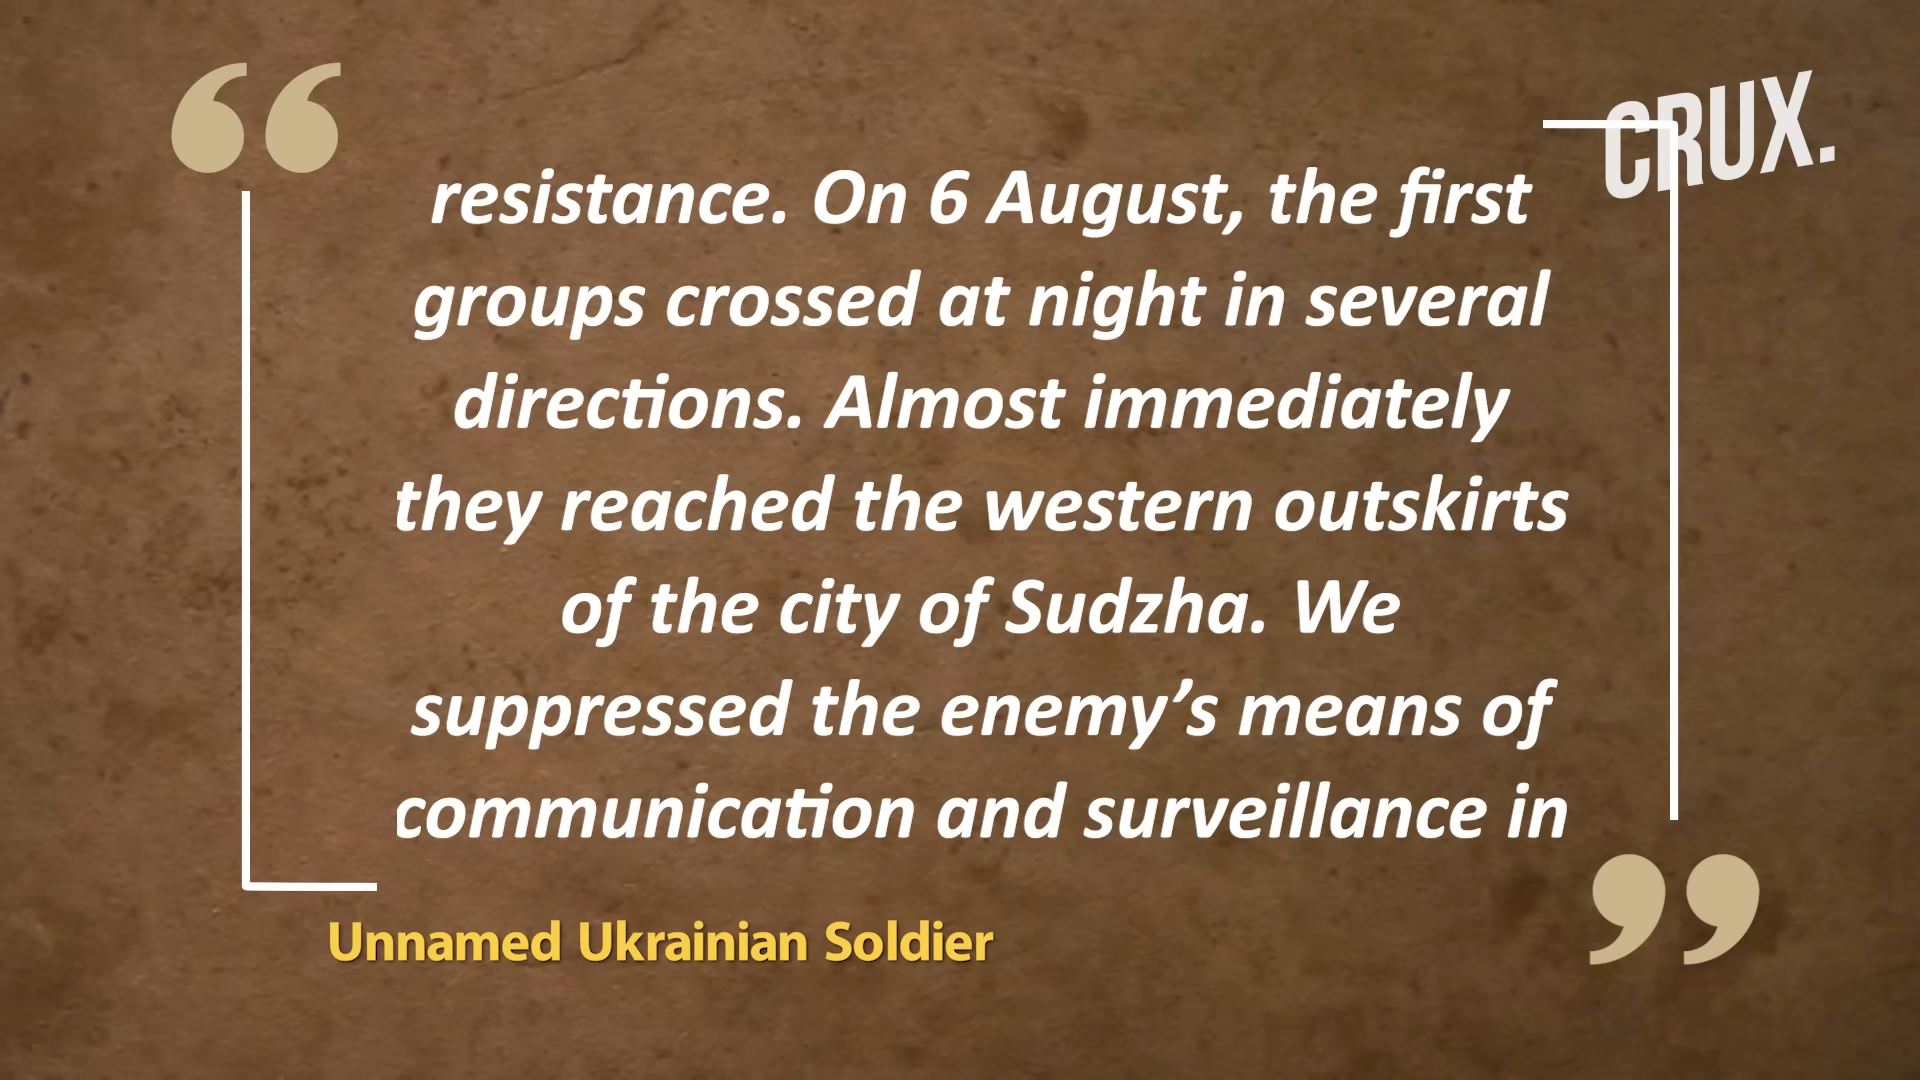 CRUX.
resistance. On 6 August, the first
groups crossed at night in several
directions. Almost immediately
they reached the western outskirts
of the city of Sudzha. We
suppressed the enemy’s means of
communication and surveillance in
Unnamed Ukrainian Soldier